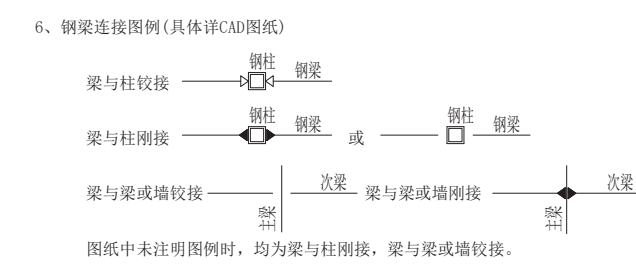 6、钢梁连接图例(具体详CAD图纸)
梁与柱铰接 钢柱 钢梁
梁与柱刚接 钢柱 钢梁 或 钢柱 钢梁
梁与梁或墙铰接 主梁 次梁 梁与梁或墙刚接 主梁 次梁
图纸中未注明图例时，均为梁与柱刚接，梁与梁或墙铰接。